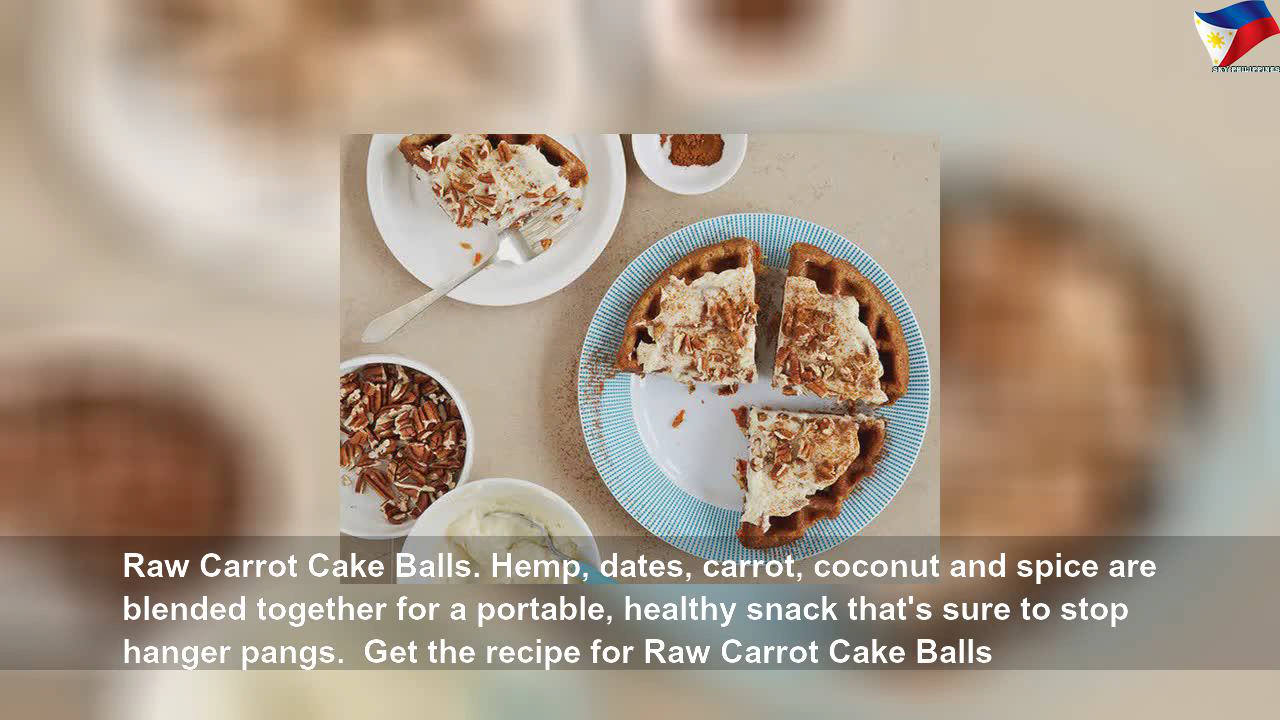 SKYPHILIPPINES
Raw Carrot Cake Balls. Hemp, dates, carrot, coconut and spice are
blended together for a portable, healthy snack that's sure to stop
hanger pangs.  Get the recipe for Raw Carrot Cake Balls